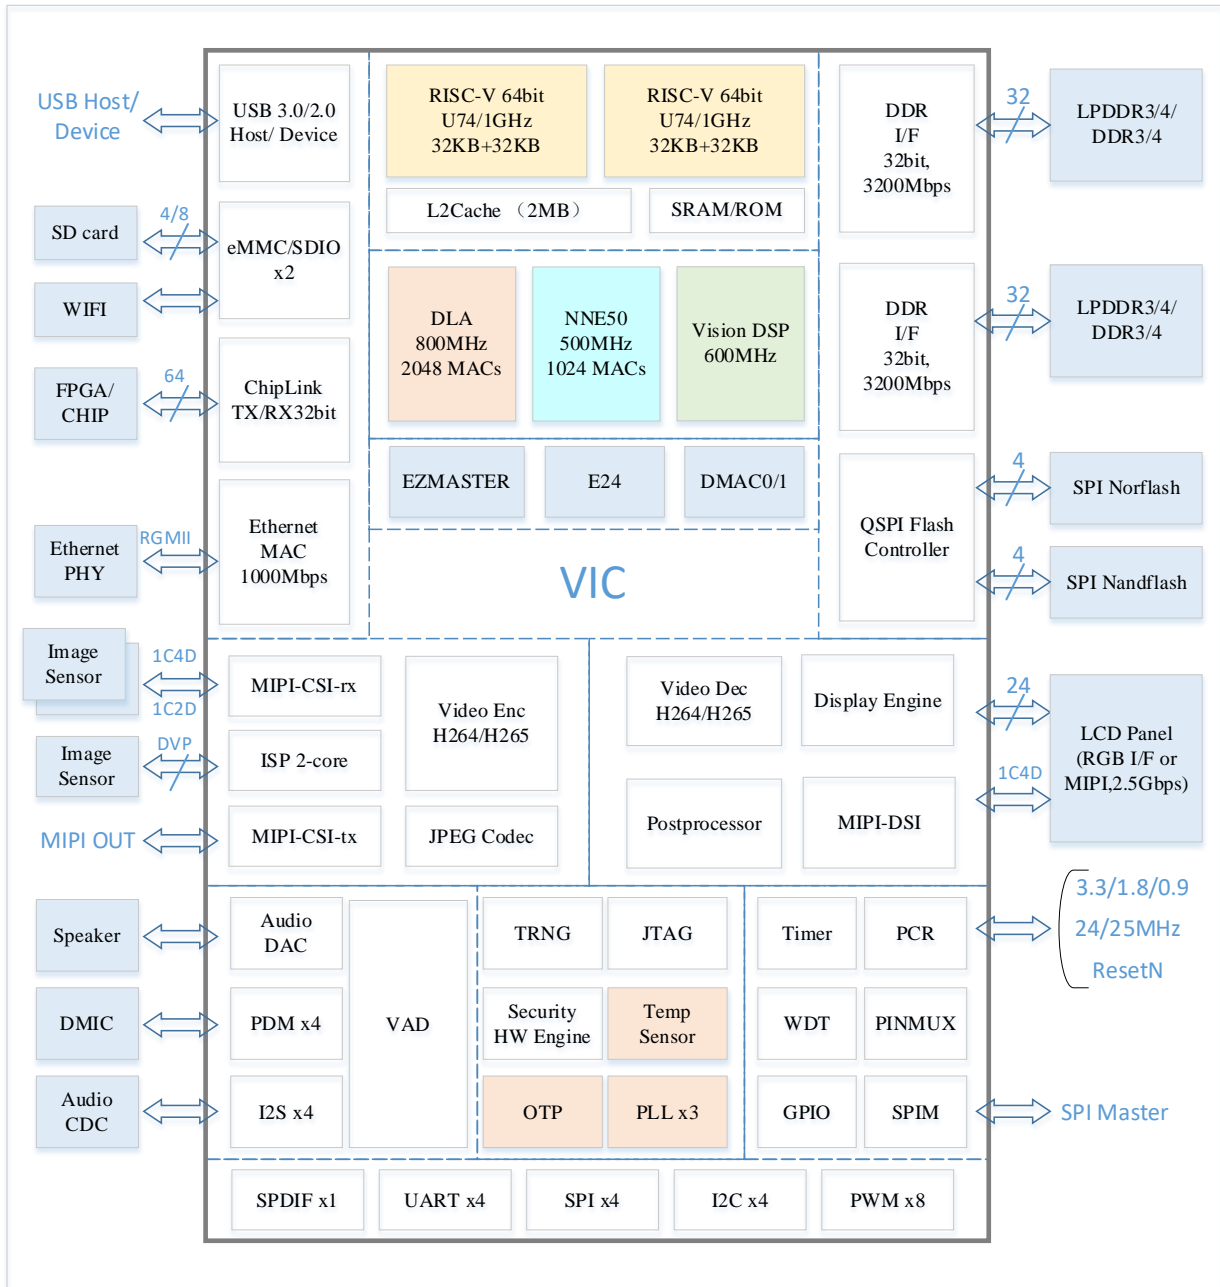 USB Host/
Device
USB 3.0/2.0
Host/ Device
RISC-V 64bit
U74/1GHz
32KB+32KB
RISC-V 64bit
U74/1GHz
32KB+32KB
L2Cache （2MB）
SRAM/ROM
DDR
I/F
32bit,
3200Mbps
32
LPDDR3/4/
DDR3/4
SD card
4/8
eMMC/SDIO
x2
WIFI
DLA
800MHz
2048 MACs
NNE50
500MHz
1024 MACs
Vision DSP
600MHz
DDR
I/F
32bit,
3200Mbps
32
LPDDR3/4/
DDR3/4
FPGA/
CHIP
64
ChipLink
TX/RX32bit
EZMASTER
E24
DMAC0/1
QSPI Flash
Controller
4
SPI Norflash
4
SPI Nandflash
Ethernet
PHY
RGMII
Ethernet
MAC
1000Mbps
VIC
Image
Sensor
1C4D
1C2D
MIPI-CSI-rx
Video Enc
H264/H265
Video Dec
H264/H265
Display Engine
24
LCD Panel
(RGB I/F or
MIPI,2.5Gbps)
1C4D
Image
Sensor
DVP
ISP 2-core
MIPI OUT
MIPI-CSI-tx
JPEG Codec
Postprocessor
MIPI-DSI
Speaker
Audio
DAC
VAD
TRNG
JTAG
Timer
PCR
3.3/1.8/0.9
24/25MHz
ResetN
DMIC
PDM x4
Security
HW Engine
Temp
Sensor
WDT
PINMUX
Audio
CDC
I2S x4
OTP
PLL x3
GPIO
SPIM
SPI Master
SPDIF x1
UART x4
SPI x4
I2C x4
PWM x8